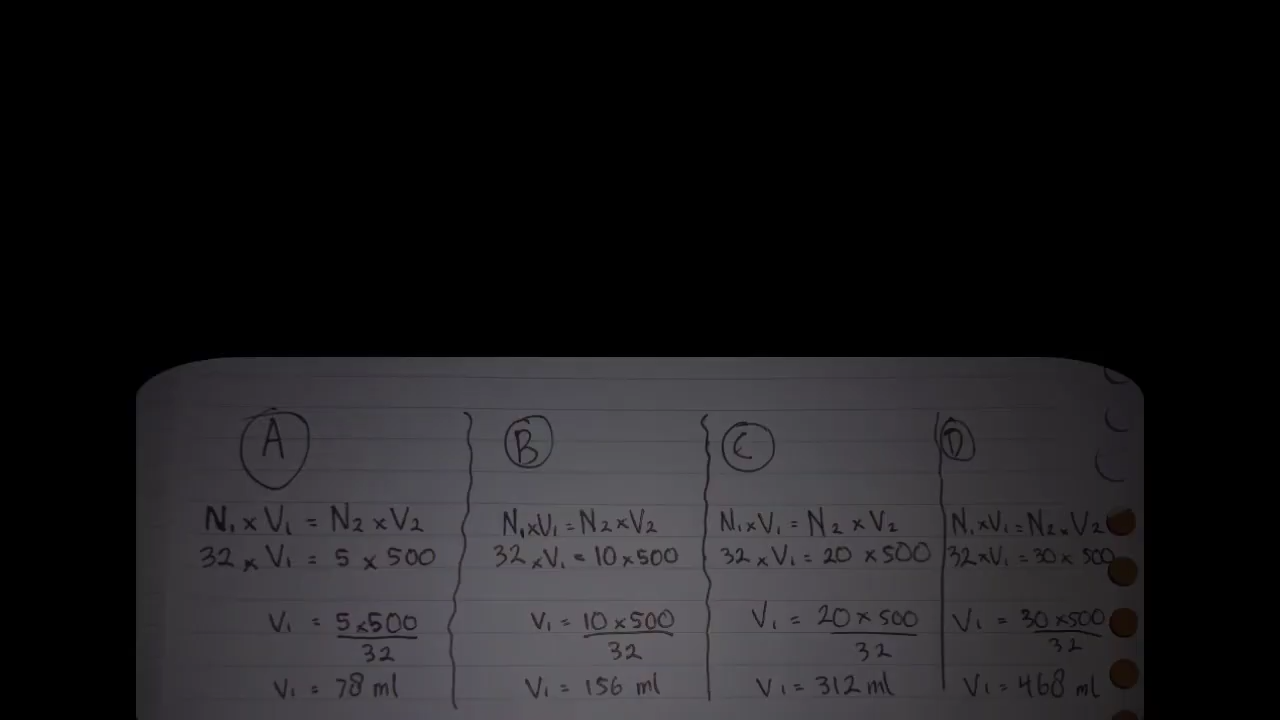 A
N₁ x V₁ = N₂ x V₂
32 x V₁ = 5 x 500
V₁ = 5 x 500
32
V₁ = 78 ml
B
N₁ x V₁ = N₂ x V₂
32 x V₁ = 10 x 500
V₁ = 10 x 500
32
V₁ = 156 ml
C
N₁ x V₁ = N₂ x V₂
32 x V₁ = 20 x 500
V₁ = 20 x 500
32
V₁ = 312 ml
D
N₁ x V₁ = N₂ x V₂
32 x V₁ = 30 x 500
V₁ = 30 x 500
32
V₁ = 468 ml